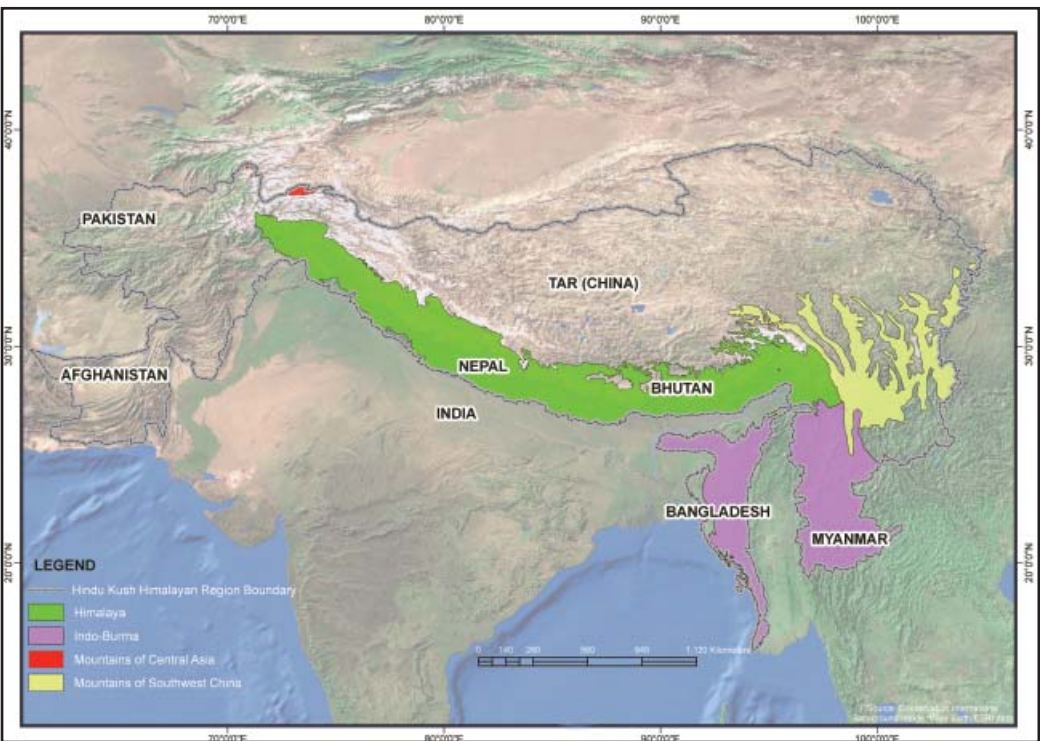 70°0'0"E 80°0'0"E 90°0'0"E 100°0'0"E
40°0'0"N 40°0'0"N
PAKISTAN
TAR (CHINA)
30°0'0"N 30°0'0"N
AFGHANISTAN
NEPAL
BHUTAN
INDIA
BANGLADESH
MYANMAR
20°0'0"N 20°0'0"N
LEGEND
Hindu Kush Himalayan Region Boundary
Himalaya
Indo-Burma
Mountains of Central Asia
Mountains of Southwest China
0 140 280 560 840 1,120 Kilometers
Source: Conservation International
70°0'0"E 80°0'0"E 90°0'0"E 100°0'0"E